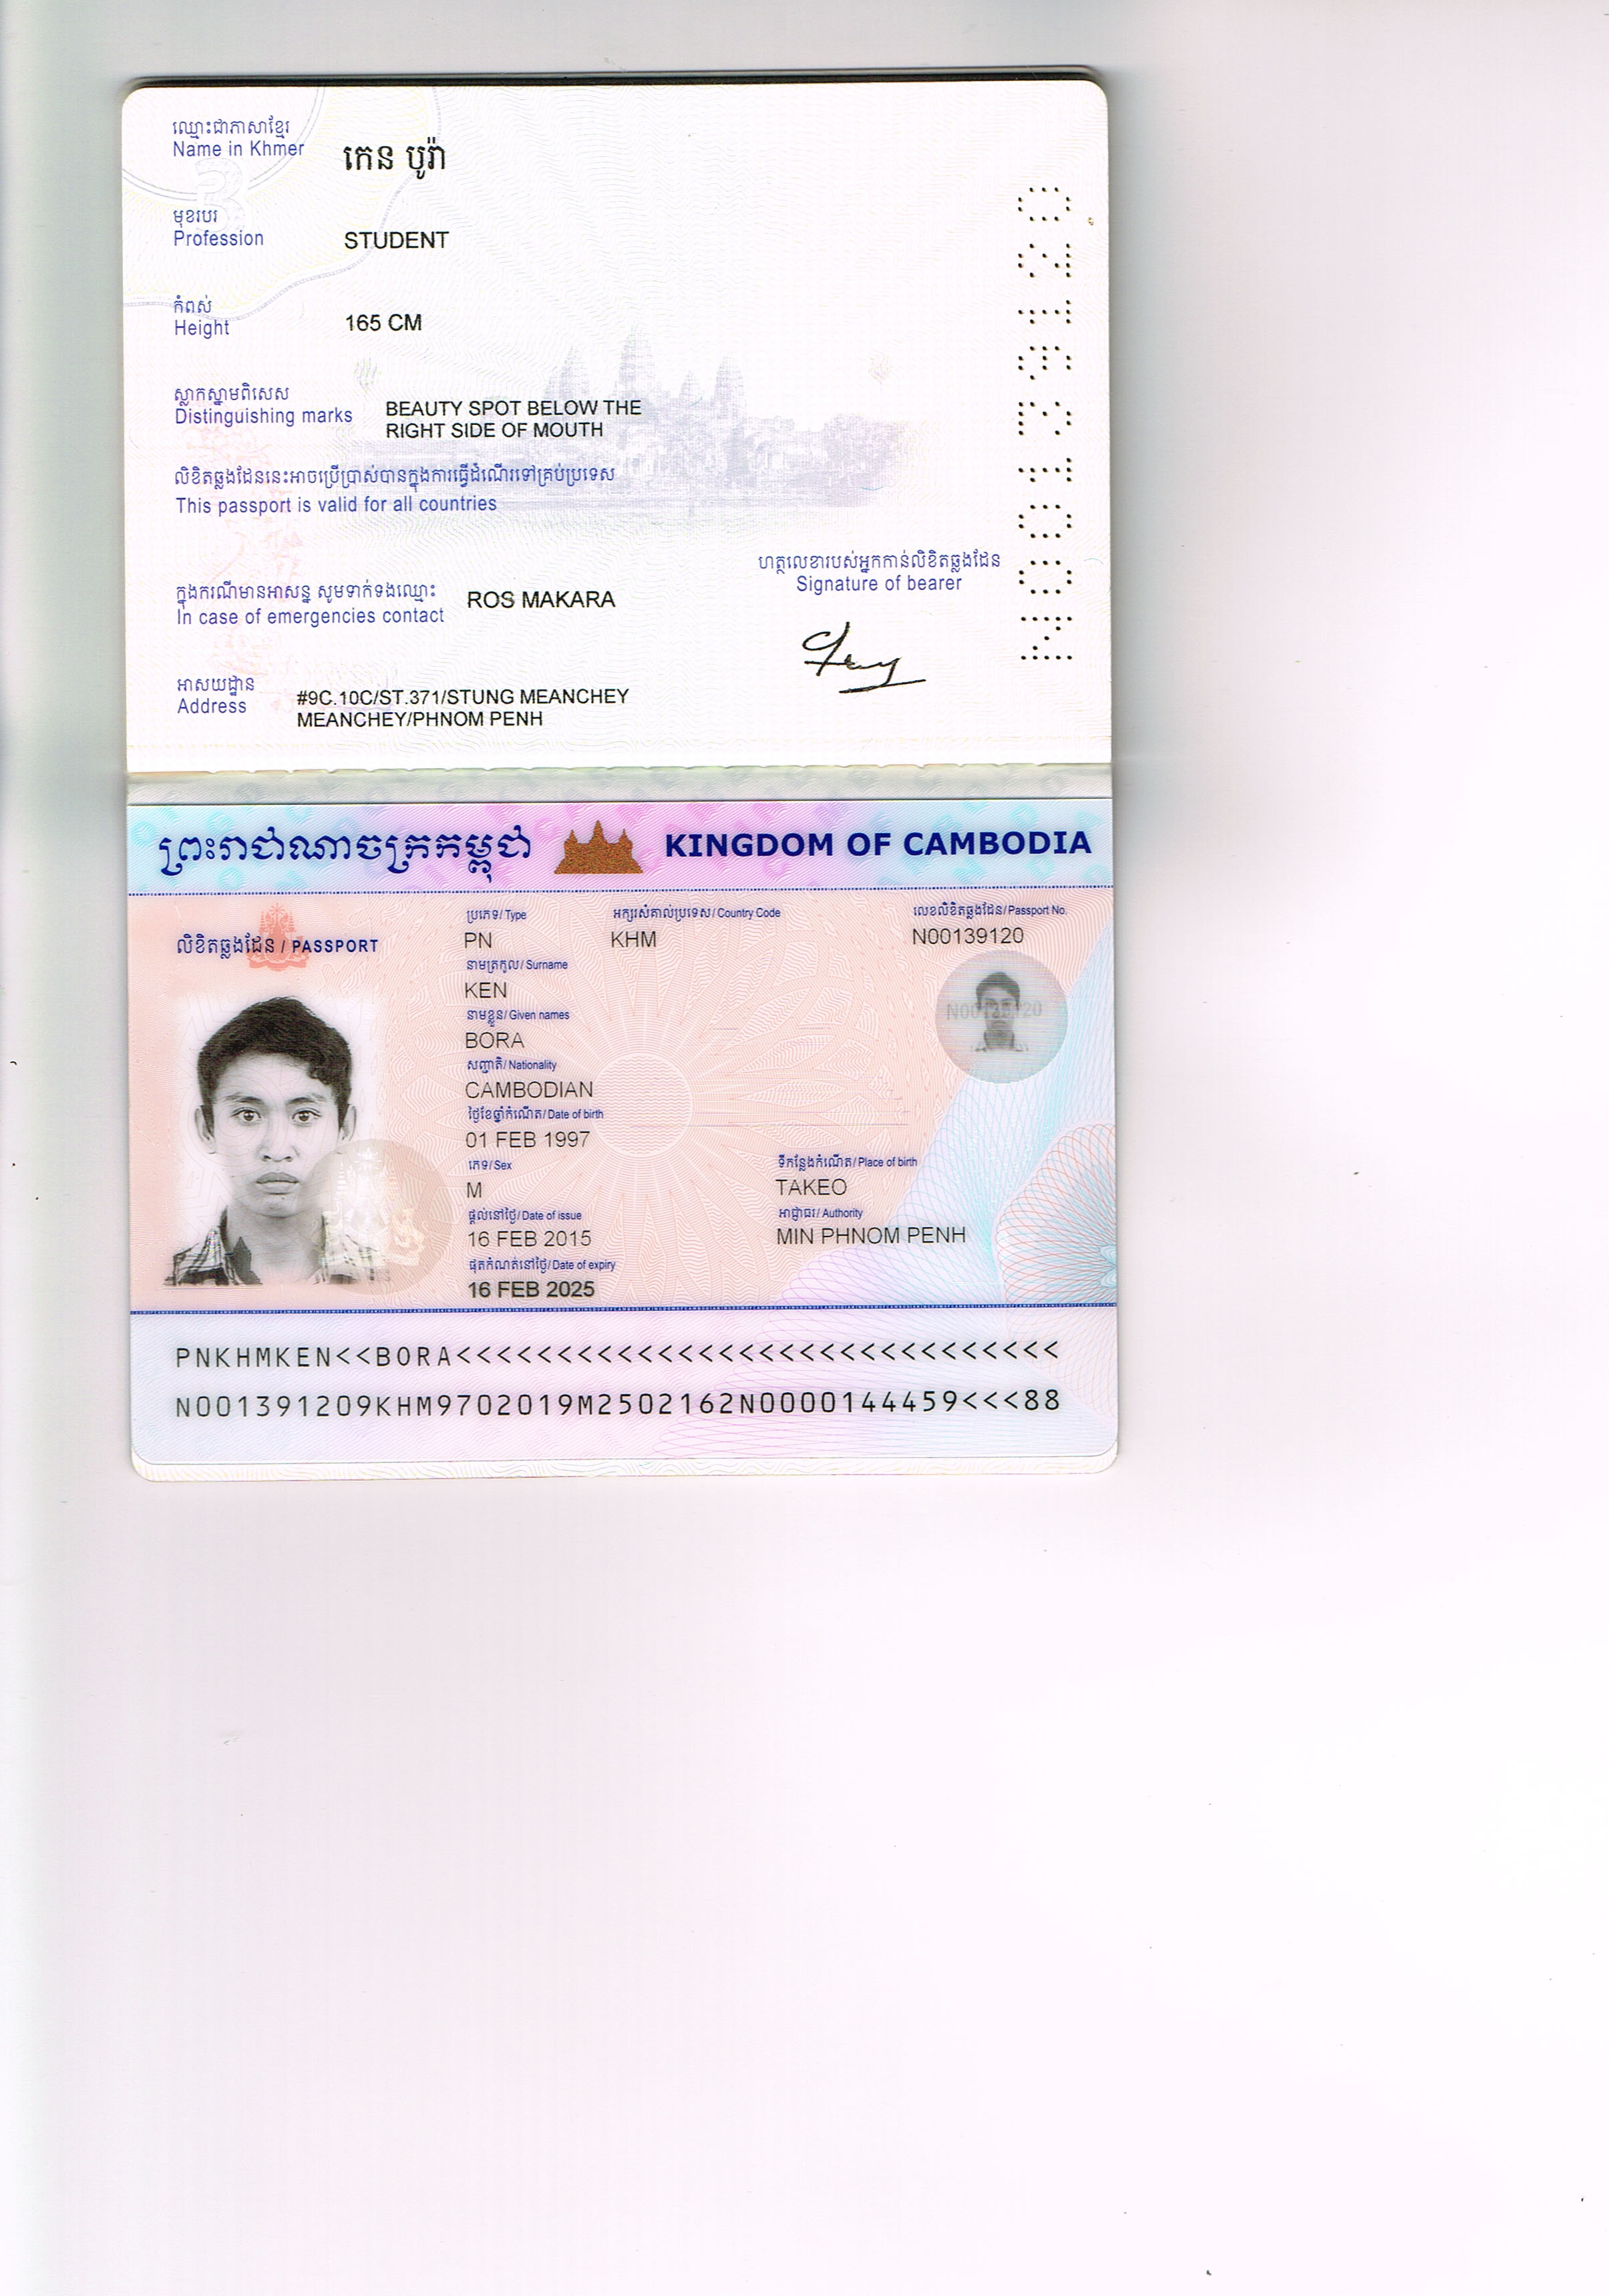 ឈ្មោះជាភាសាខ្មែរ
Name in Khmer
កេន បូរ៉ា
មុខរបរ
Profession
STUDENT
កំពស់
Height
165 CM
ស្លាកស្នាមពិសេស
Distinguishing marks
BEAUTY SPOT BELOW THE
RIGHT SIDE OF MOUTH
លិខិតឆ្លងដែននេះអាចប្រើប្រាស់បានក្នុងការធ្វើដំណើរទៅគ្រប់ប្រទេស
This passport is valid for all countries
ហត្ថលេខារបស់អ្នកកាន់លិខិតឆ្លងដែន
Signature of bearer
ក្នុងករណីមានអាសន្ន សូមទាក់ទងឈ្មោះ
In case of emergencies contact
ROS MAKARA
អាសយដ្ឋាន
Address
#9C.10C/ST.371/STUNG MEANCHEY
MEANCHEY/PHNOM PENH
N00139120
ព្រះរាជាណាចក្រកម្ពុជា KINGDOM OF CAMBODIA
លិខិតឆ្លងដែន / PASSPORT
ប្រភេទ/ Type
PN
អក្សរសំគាល់ប្រទេស/ Country Code
KHM
លេខលិខិតឆ្លងដែន/ Passport No.
N00139120
នាមត្រកូល/ Surname
KEN
នាមខ្លួន/ Given names
BORA
សញ្ជាតិ/ Nationality
CAMBODIAN
ថ្ងៃខែឆ្នាំកំណើត/ Date of birth
01 FEB 1997
ភេទ/ Sex
M
ទីកន្លែងកំណើត/ Place of birth
TAKEO
ផ្តល់នៅថ្ងៃ/ Date of issue
16 FEB 2015
អាជ្ញាធរ/ Authority
MIN PHNOM PENH
ផុតកំណត់នៅថ្ងៃ/ Date of expiry
16 FEB 2025
PNKHMKEN<<BORA<<<<<<<<<<<<<<<<<<<<<<<<<<<<<<
N001391209KHM9702019M2502162N0000144459<<<88